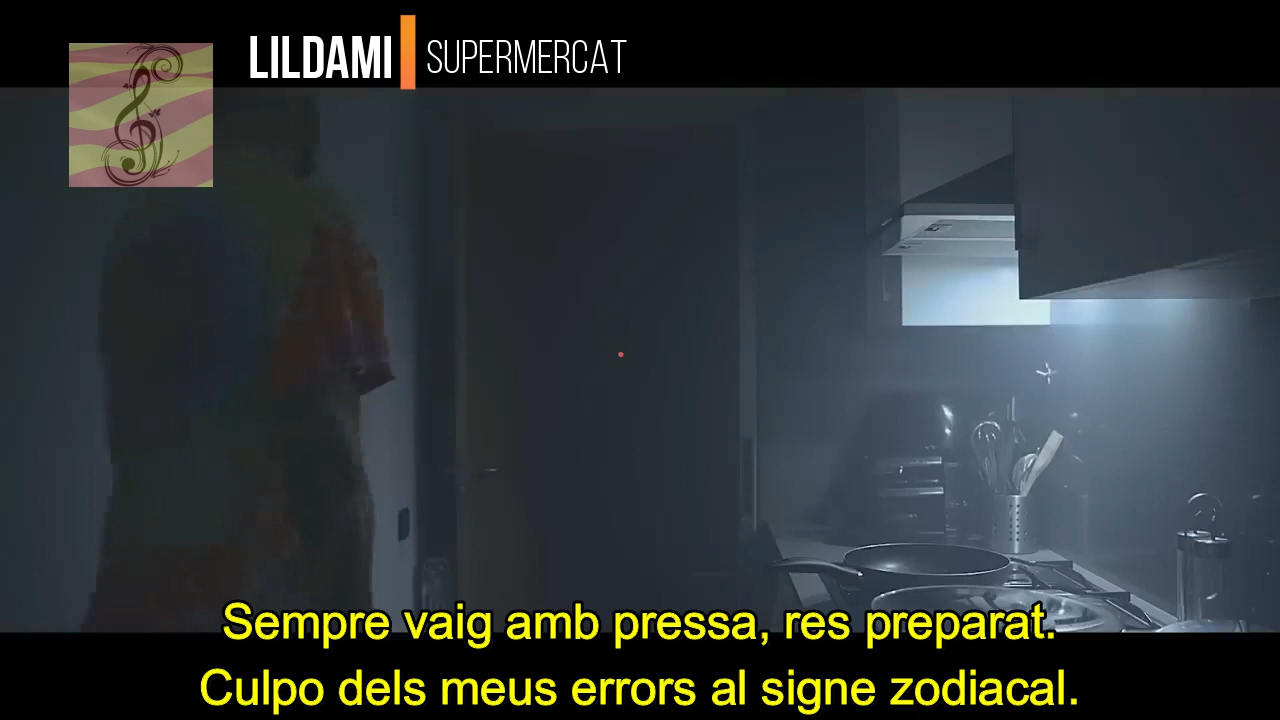 LILDAMI SUPERMERCAT
Sempre vaig amb pressa, res preparat.
Culpo dels meus errors al signe zodiacal.